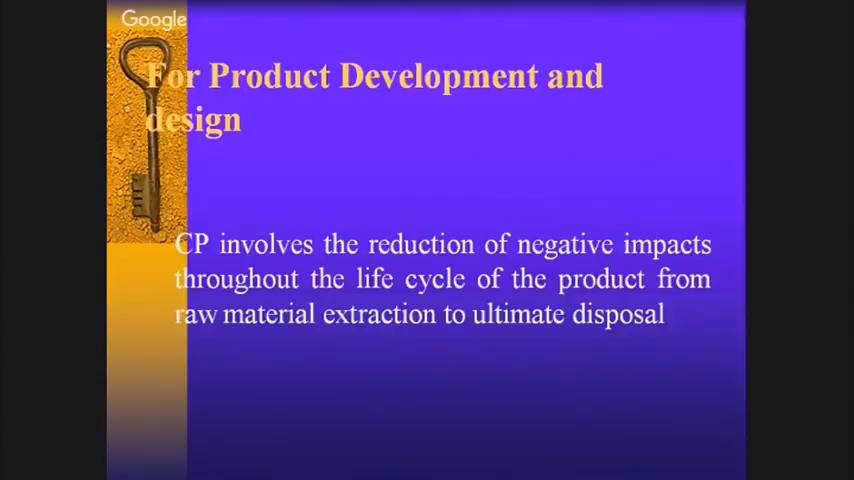 Google
For Product Development and
design
CP involves the reduction of negative impacts
throughout the life cycle of the product from
raw material extraction to ultimate disposal